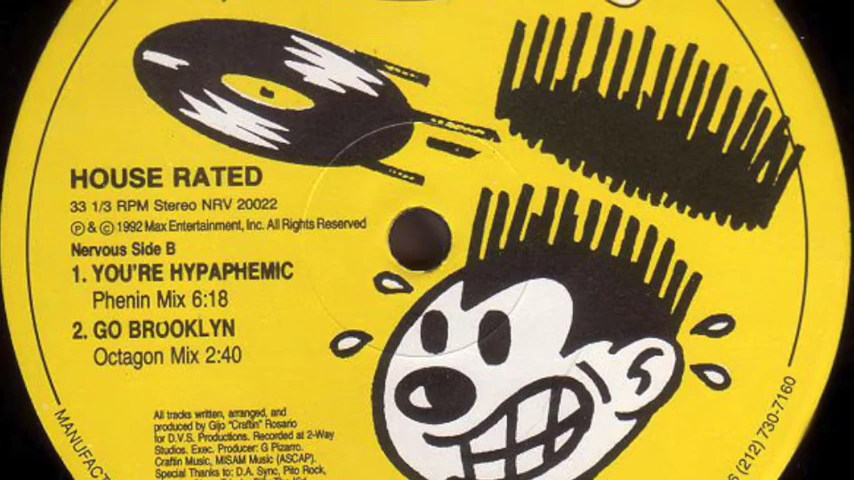 HOUSE RATED
33 1/3 RPM Stereo NRV 20022
Ⓟ & © 1992 Max Entertainment, Inc. All Rights Reserved
Nervous Side B
1. YOU'RE HYPAPHEMIC
Phenin Mix 6:18
2. GO BROOKLYN
Octagon Mix 2:40
All tracks written, arranged, and
produced by Gijo "Craftin" Rosario
for D.V.S. Productions. Recorded at 2-Way
Studios. Exec. Producer: G Pizarro.
Craftin Music, MISAM Music (ASCAP).
Special Thanks to: D.A. Sync, Pito Rock,
MANUFACT
(212) 730-7160